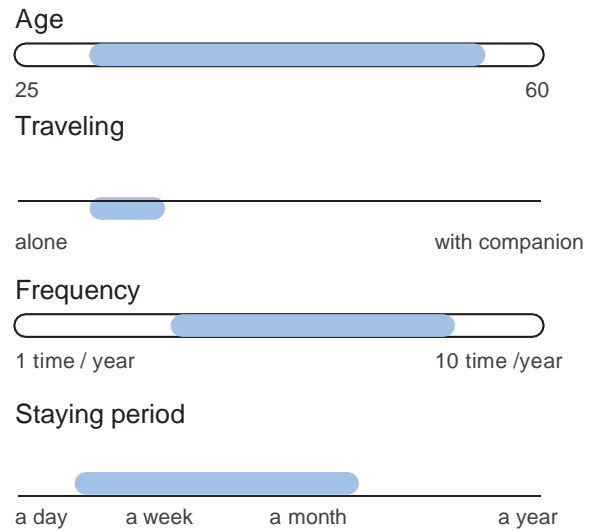 Age
25 60
Traveling
alone with companion
Frequency
1 time / year 10 time /year
Staying period
a day a week a month a year